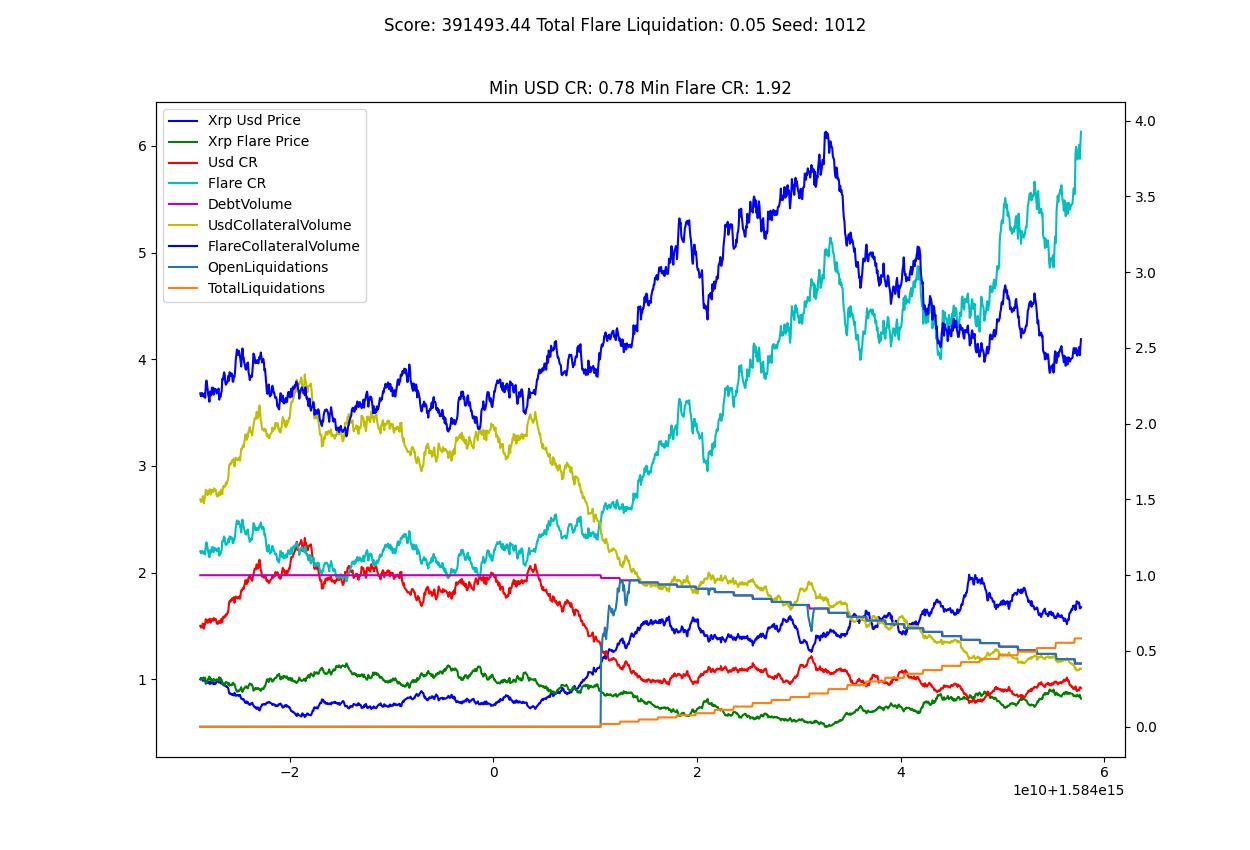 Score: 391493.44 Total Flare Liquidation: 0.05 Seed: 1012
Min USD CR: 0.78 Min Flare CR: 1.92
Xrp Usd Price
Xrp Flare Price
Usd CR
Flare CR
DebtVolume
UsdCollateralVolume
FlareCollateralVolume
OpenLiquidations
TotalLiquidations
6
5
4
3
2
1
4.0
3.5
3.0
2.5
2.0
1.5
1.0
0.5
0.0
−2
0
2
4
6
1e10+1.584e15